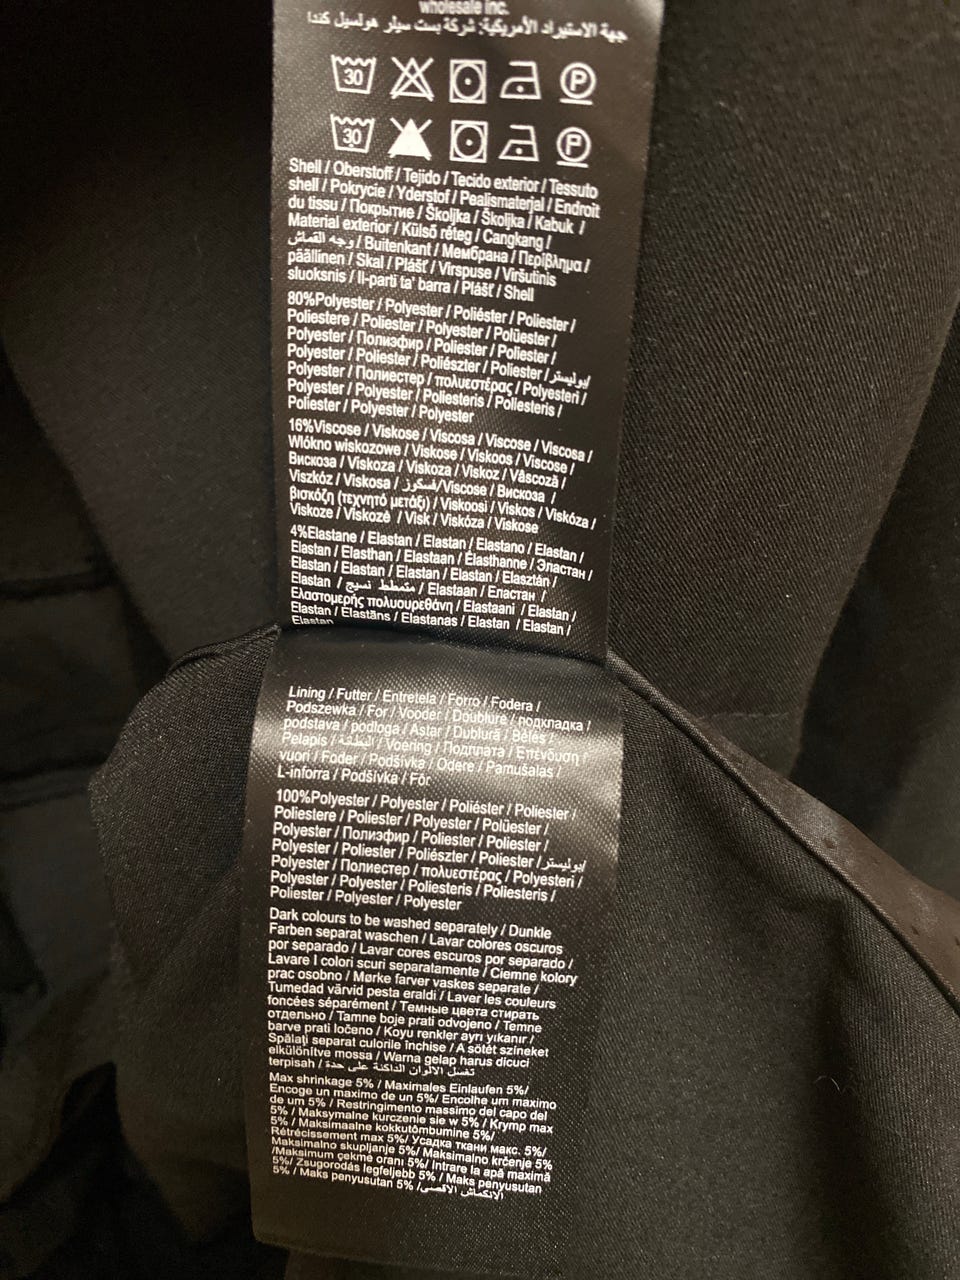 wholesale inc.
جهة الاستيراد الأمريكية: شركة بست سيلر هولسيل كندا
30 P
30 P
Shell / Oberstoff / Tejido / Tecido exterior / Tessuto
shell / Pokrycie / Yderstof / Pealismaterjal / Endroit
du tissu / Покрытие / Školjka / Školjka / Kabuk /
Material exterior / Külső réteg / Cangkang /
وجه القماش / Buitenkant / Мембрана / Περίβλημα /
päällinen / Skal / Plášť / Virspuse / Viršutinis
sluoksnis / Il-parti ta' barra / Plášť / Shell
80%Polyester / Polyester / Poliéster / Poliester /
Poliestere / Poliester / Polyester / Polüester /
Polyester / Полиэфир / Poliester / Poliester /
Polyester / Poliester / Poliészter / Poliester /بوليستر/
Polyester / Полиестер / πολυεστέρας / Polyesteri /
Polyester / Polyester / Poliesteris / Poliesteris /
Poliester / Polyester / Polyester
16%Viscose / Viskose / Viscosa / Viscose / Viscosa /
Włókno wiskozowe / Viskose / Viskoos / Viscose /
Вискоза / Viskoza / Viskoza / Viskoz / Vâscoză /
Viszkóz / Viskosa / فسكوز/Viscose / Вискоза /
βισκόζη (τεχνητό μετάξι) / Viskoosi / Viskos / Viskóza /
Viskoze / Viskozė / Visk / Viskóza / Viskose
4%Elastane / Elastan / Elastan / Elastano / Elastan /
Elastan / Elasthan / Elastaan / Élasthanne / Эластан /
Elastan / Elastan / Elastan / Elastan / Elasztán /
Elastan / متمطط نسيج / Elastaan / Еластан /
Ελαστομερής πολυουρεθάνη / Elastaani / Elastan /
Elastan / Elastāns / Elastanas / Elastan / Elastan /
Elastan
Lining / Futter / Entretela / Forro / Fodera /
Podszewka / For / Vooder / Doublure / подкладка /
podstava / podloga / Astar / Dublură / Bélés /
Pelapis / البطانة / Voering / Подплата / Επένδυση /
vuori / Foder / Podšívka / Odere / Pamušalas /
L-inforra / Podšívka / Fór
100%Polyester / Polyester / Poliéster / Poliester /
Poliestere / Poliester / Polyester / Polüester /
Polyester / Полиэфир / Poliester / Poliester /
Polyester / Poliester / Poliészter / Poliester /بوليستر/
Polyester / Полиестер / πολυεστέρας / Polyesteri /
Polyester / Polyester / Poliesteris / Poliesteris /
Poliester / Polyester / Polyester
Dark colours to be washed separately / Dunkle
Farben separat waschen / Lavar colores oscuros
por separado / Lavar cores escuros por separado /
Lavare I colori scuri separatamente / Ciemne kolory
prac osobno / Mørke farver vaskes separate /
Tumedad värvid pesta eraldi / Laver les couleurs
foncées séparément / Темные цвета стирать
отдельно / Tamne boje prati odvojeno / Temne
barve prati ločeno / Koyu renkler ayrı yıkanır /
Spălaţi separat culorile închise / A sötét színeket
elkülönítve mossa / Warna gelap harus dicuci
terpisah / تغسل الالوان الداكنة على حدة
Max shrinkage 5% / Maximales Einlaufen 5%/
Encoge un maximo de un 5%/ Encolhe um maximo
de um 5% / Restringimento massimo del capo del
5% / Maksymalne kurczenie sie w 5% / Krymp max
5% / Maksimaalne kokkutõmbumine 5%/
Rétrécissement max 5%/ Усадка ткани макс. 5%/
Maksimalno skupljanje 5%/ Maksimalno krčenje 5%
/Maksimum çekme oranı 5%/ Intrare la apă maximă
5%/ Zsugorodás legfeljebb 5% / Maks penyusutan
5% / Maks penyusutan 5% /الانكماش الاقصى